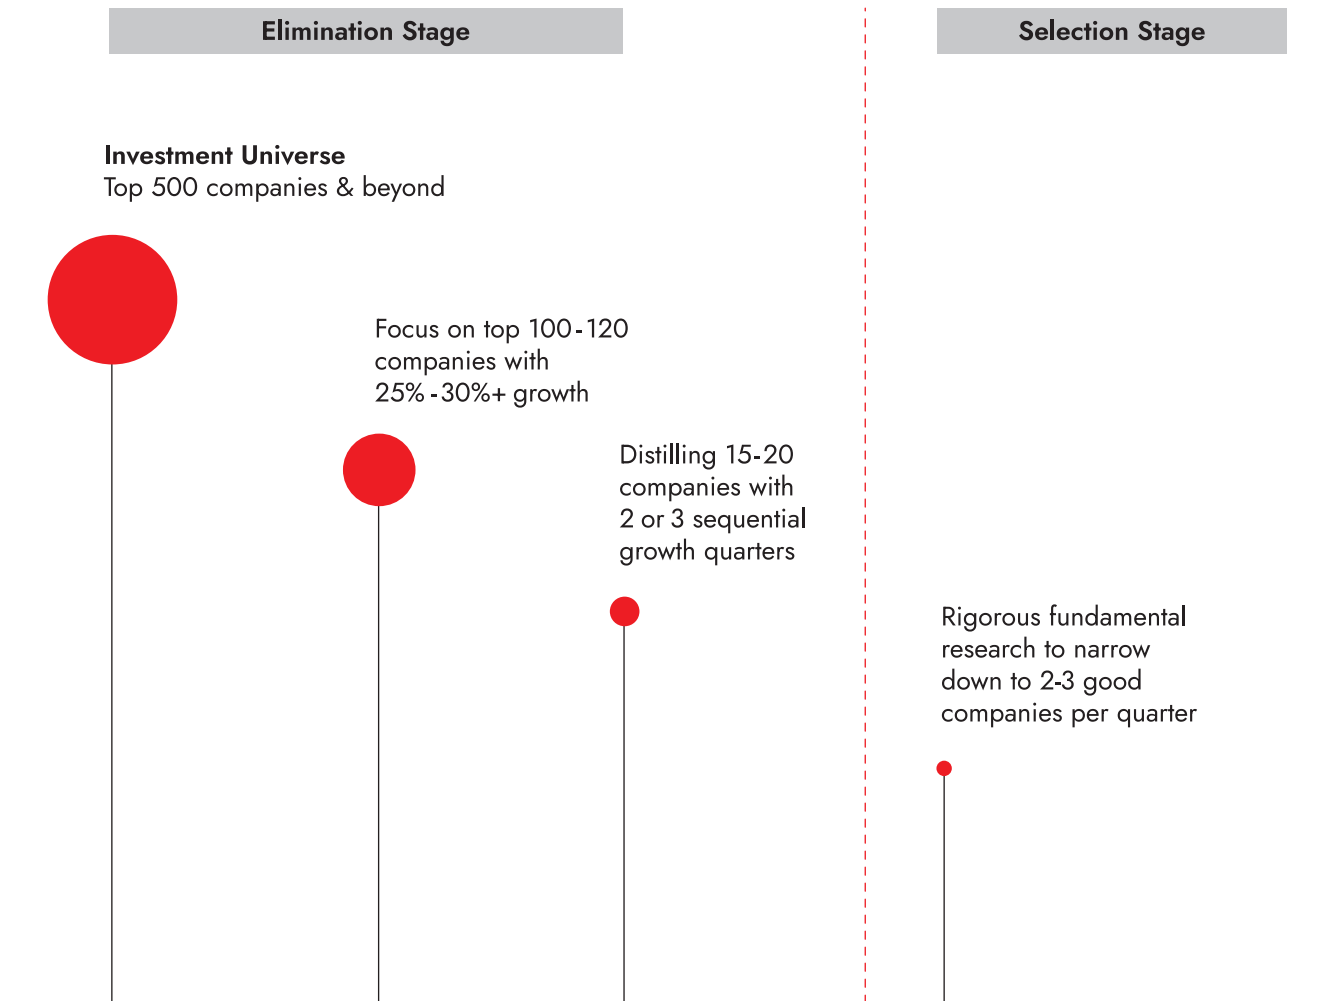 Elimination Stage
Selection Stage
Investment Universe
Top 500 companies & beyond
Focus on top 100-120
companies with
25%-30%+ growth
Distilling 15-20
companies with
2 or 3 sequential
growth quarters
Rigorous fundamental
research to narrow
down to 2-3 good
companies per quarter